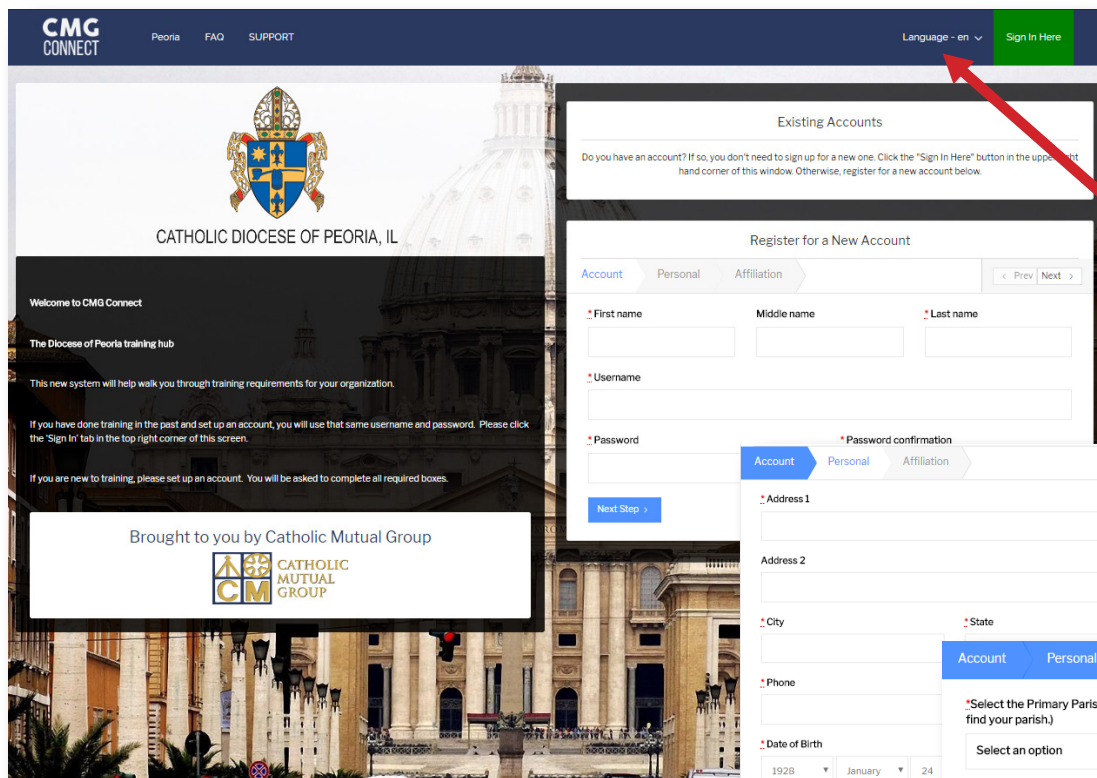 CMG
CONNECT
Peoria
FAQ
SUPPORT
Language - en
Sign In Here
CATHOLIC DIOCESE OF PEORIA, IL
Welcome to CMG Connect
The Diocese of Peoria training hub
This new system will help walk you through training requirements for your organization.
If you have done training in the past and set up an account, you will use that same username and password. Please click
the 'Sign In' tab in the top right corner of this screen.
If you are new to training, please set up an account. You will be asked to complete all required boxes.
Brought to you by Catholic Mutual Group
CM
CATHOLIC
MUTUAL
GROUP
Existing Accounts
Do you have an account? If so, you don't need to sign up for a new one. Click the "Sign In Here" button in the upper right
hand corner of this window. Otherwise, register for a new account below.
Register for a New Account
Account Personal Affiliation
< Prev Next >
* First name Middle name * Last name
* Username
* Password * Password confirmation
Next Step >
Account Personal Affiliation
* Address 1
Address 2
* City * State
* Phone
* Date of Birth
1928 January 24
Account Personal
*Select the Primary Paris
find your parish.)
Select an option